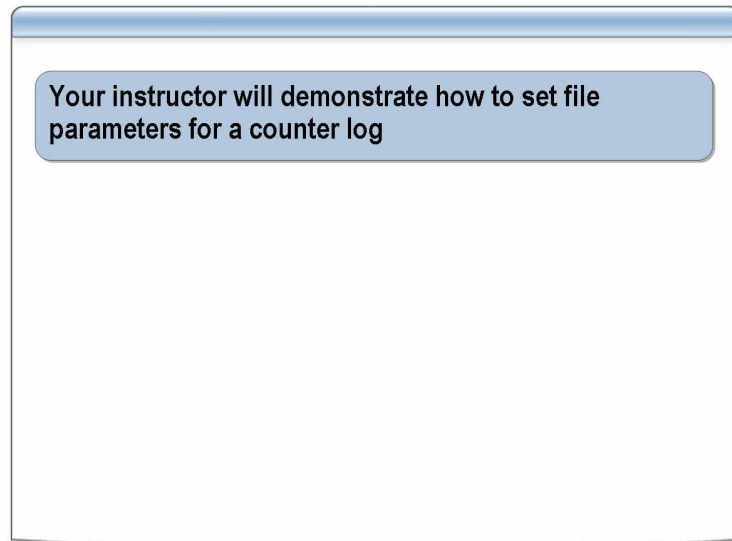 Your instructor will demonstrate how to set file
parameters for a counter log